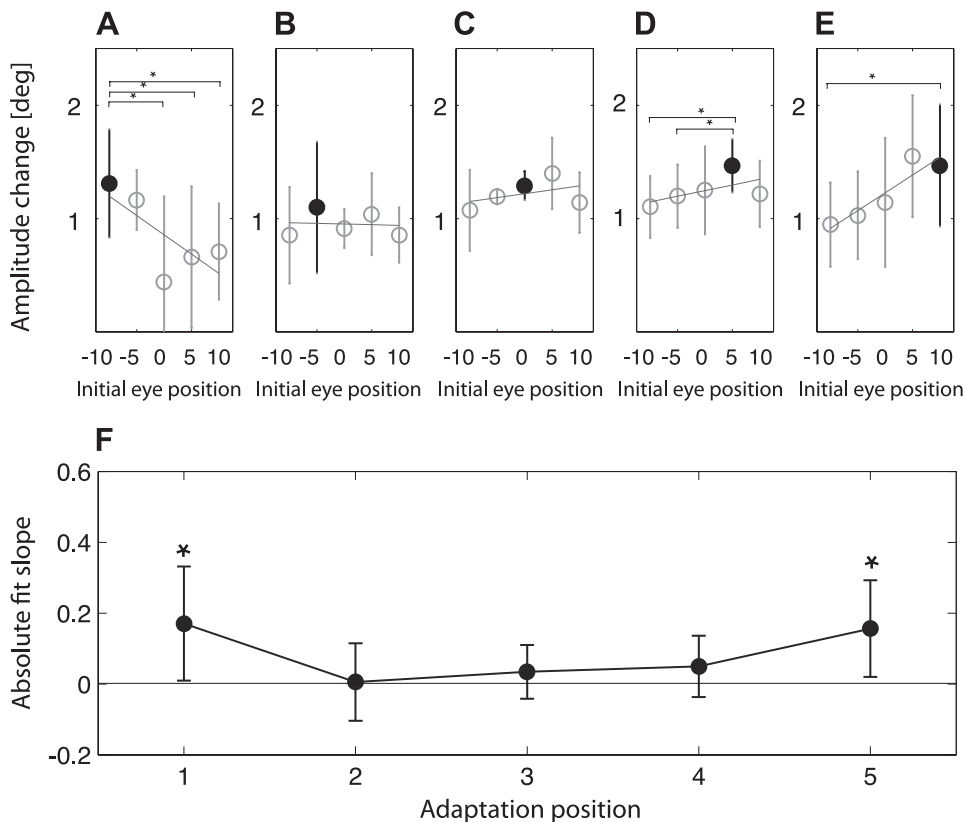 A B C D E
Amplitude change [deg]
* * * * * *
2 2 2 2 2
1 1 1 1 1
-10 -5 0 5 10 -10 -5 0 5 10 -10 -5 0 5 10 -10 -5 0 5 10 -10 -5 0 5 10
Initial eye position Initial eye position Initial eye position Initial eye position Initial eye position
F
Absolute fit slope
0.6
0.4
* *
0.2
0
-0.2
1 2 3 4 5
Adaptation position